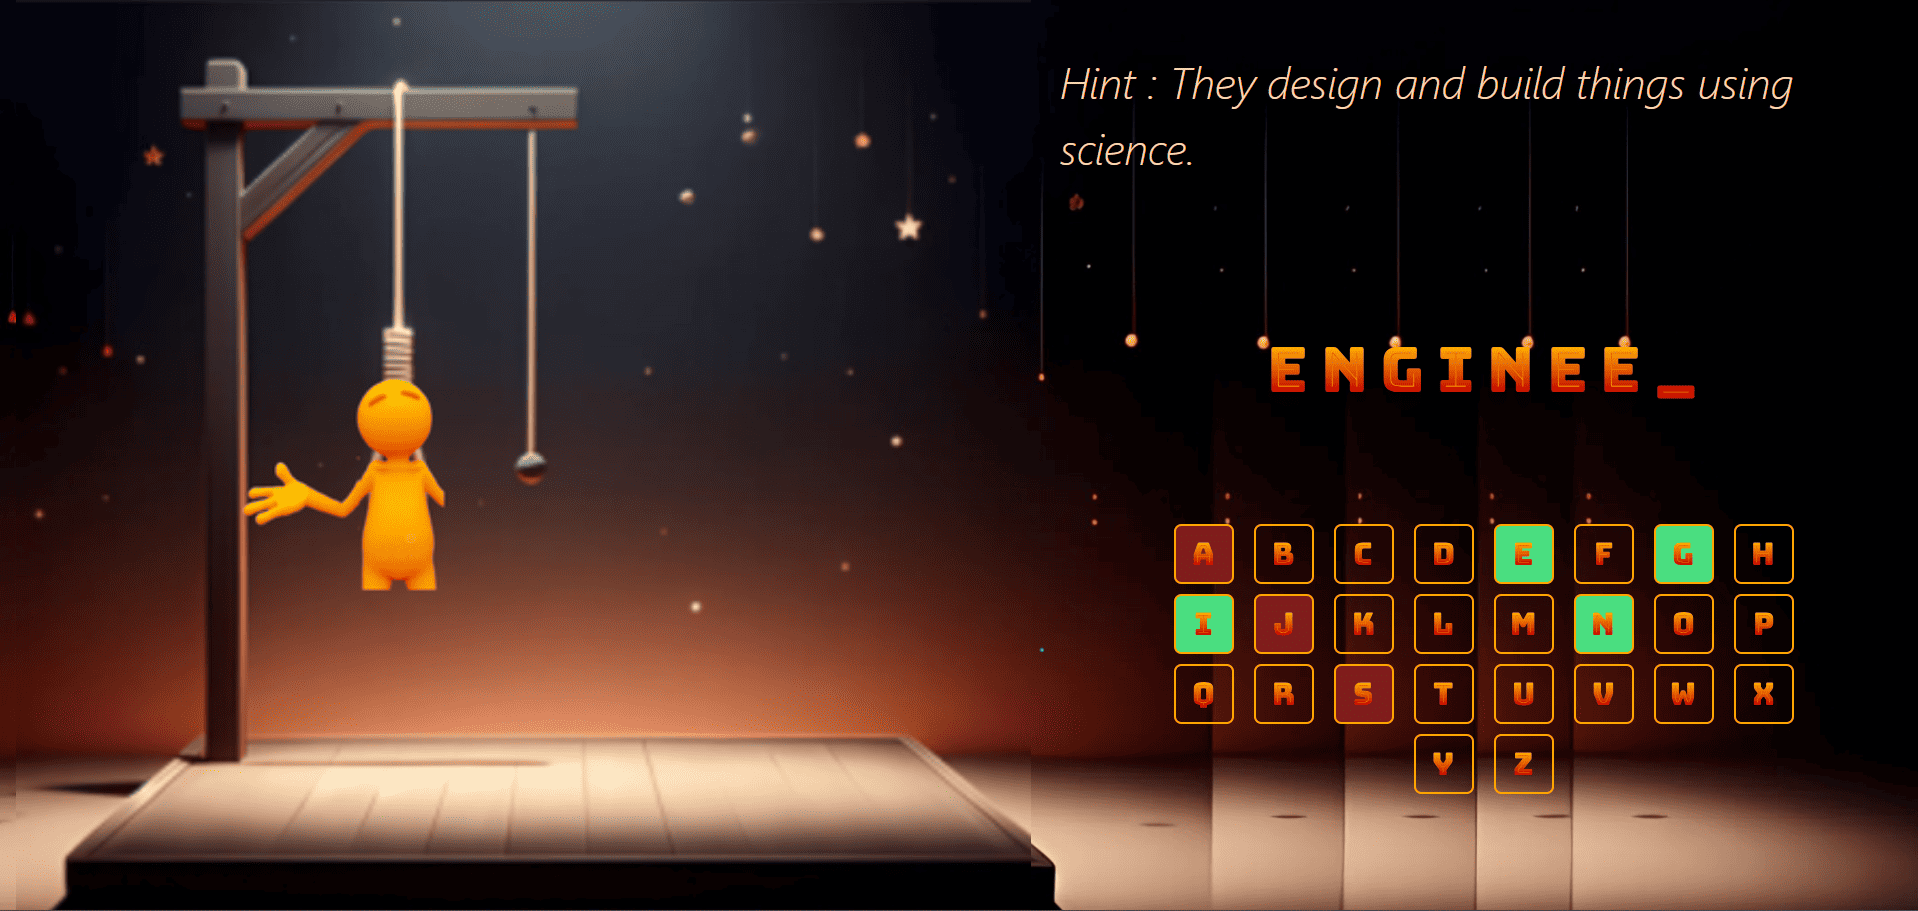 Hint : They design and build things using
science.
ENGINEE_
A B C D E F G H
I J K L M N O P
Q R S T U V W X
Y Z